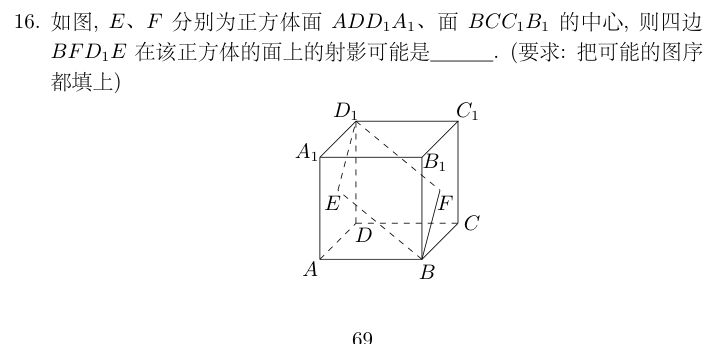 16. 如图, E、F 分别为正方体面 ADD₁A₁、面 BCC₁B₁ 的中心, 则四边
BFD₁E 在该正方体的面上的射影可能是______. (要求: 把可能的图序
都填上)
D₁ C₁
A₁ B₁
E F
D C
A B
69